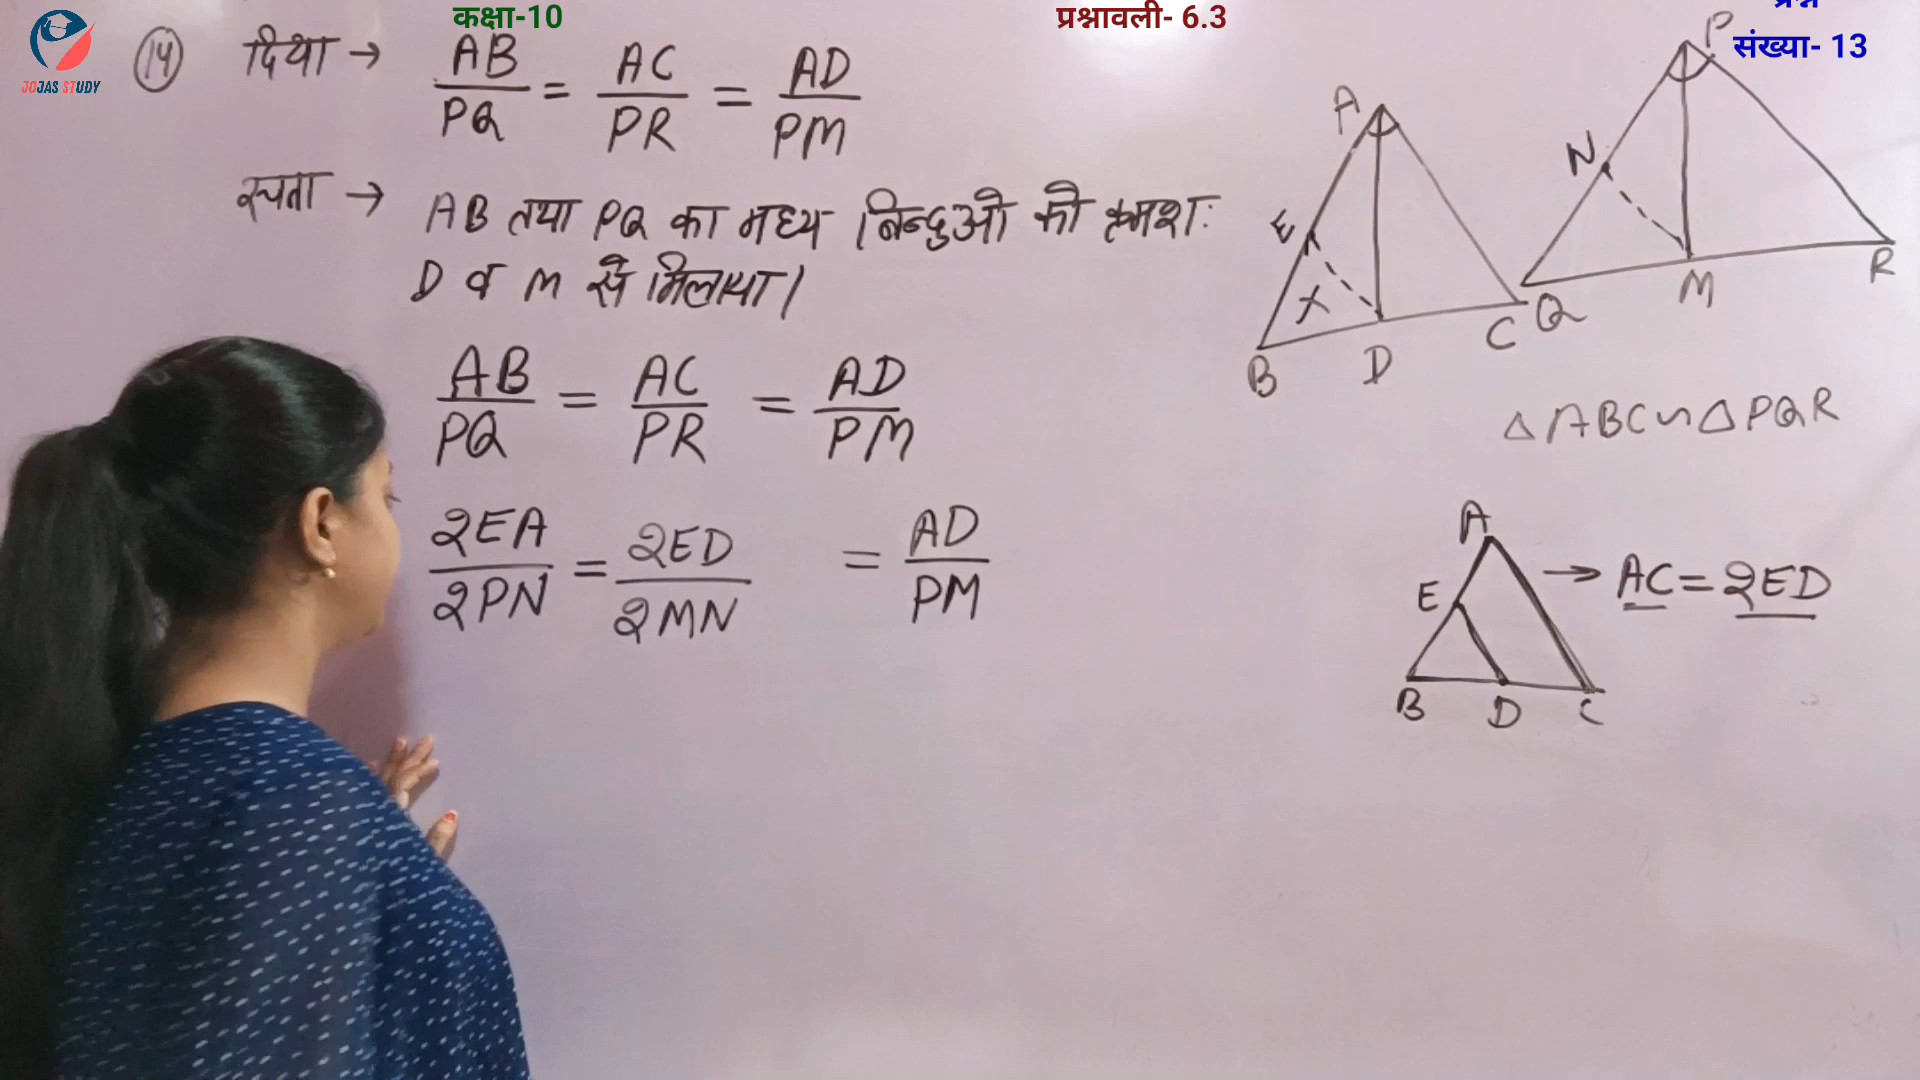 JOJAS STUDY
कक्षा-10
प्रश्नावली- 6.3
प्रश्न
संख्या- 13
14 दिया → AB/PQ = AC/PR = AD/PM
रचना → AB तथा PQ का मध्य बिन्दुओ को क्रमश:
D व M से मिलाया।
AB/PQ = AC/PR = AD/PM
2EA/2PN = 2ED/2MN = AD/PM
A
E
X
B
D
C
P
N
Q
M
R
△ABC ∽ △PQR
A
E
→ AC = 2ED
B
D
C